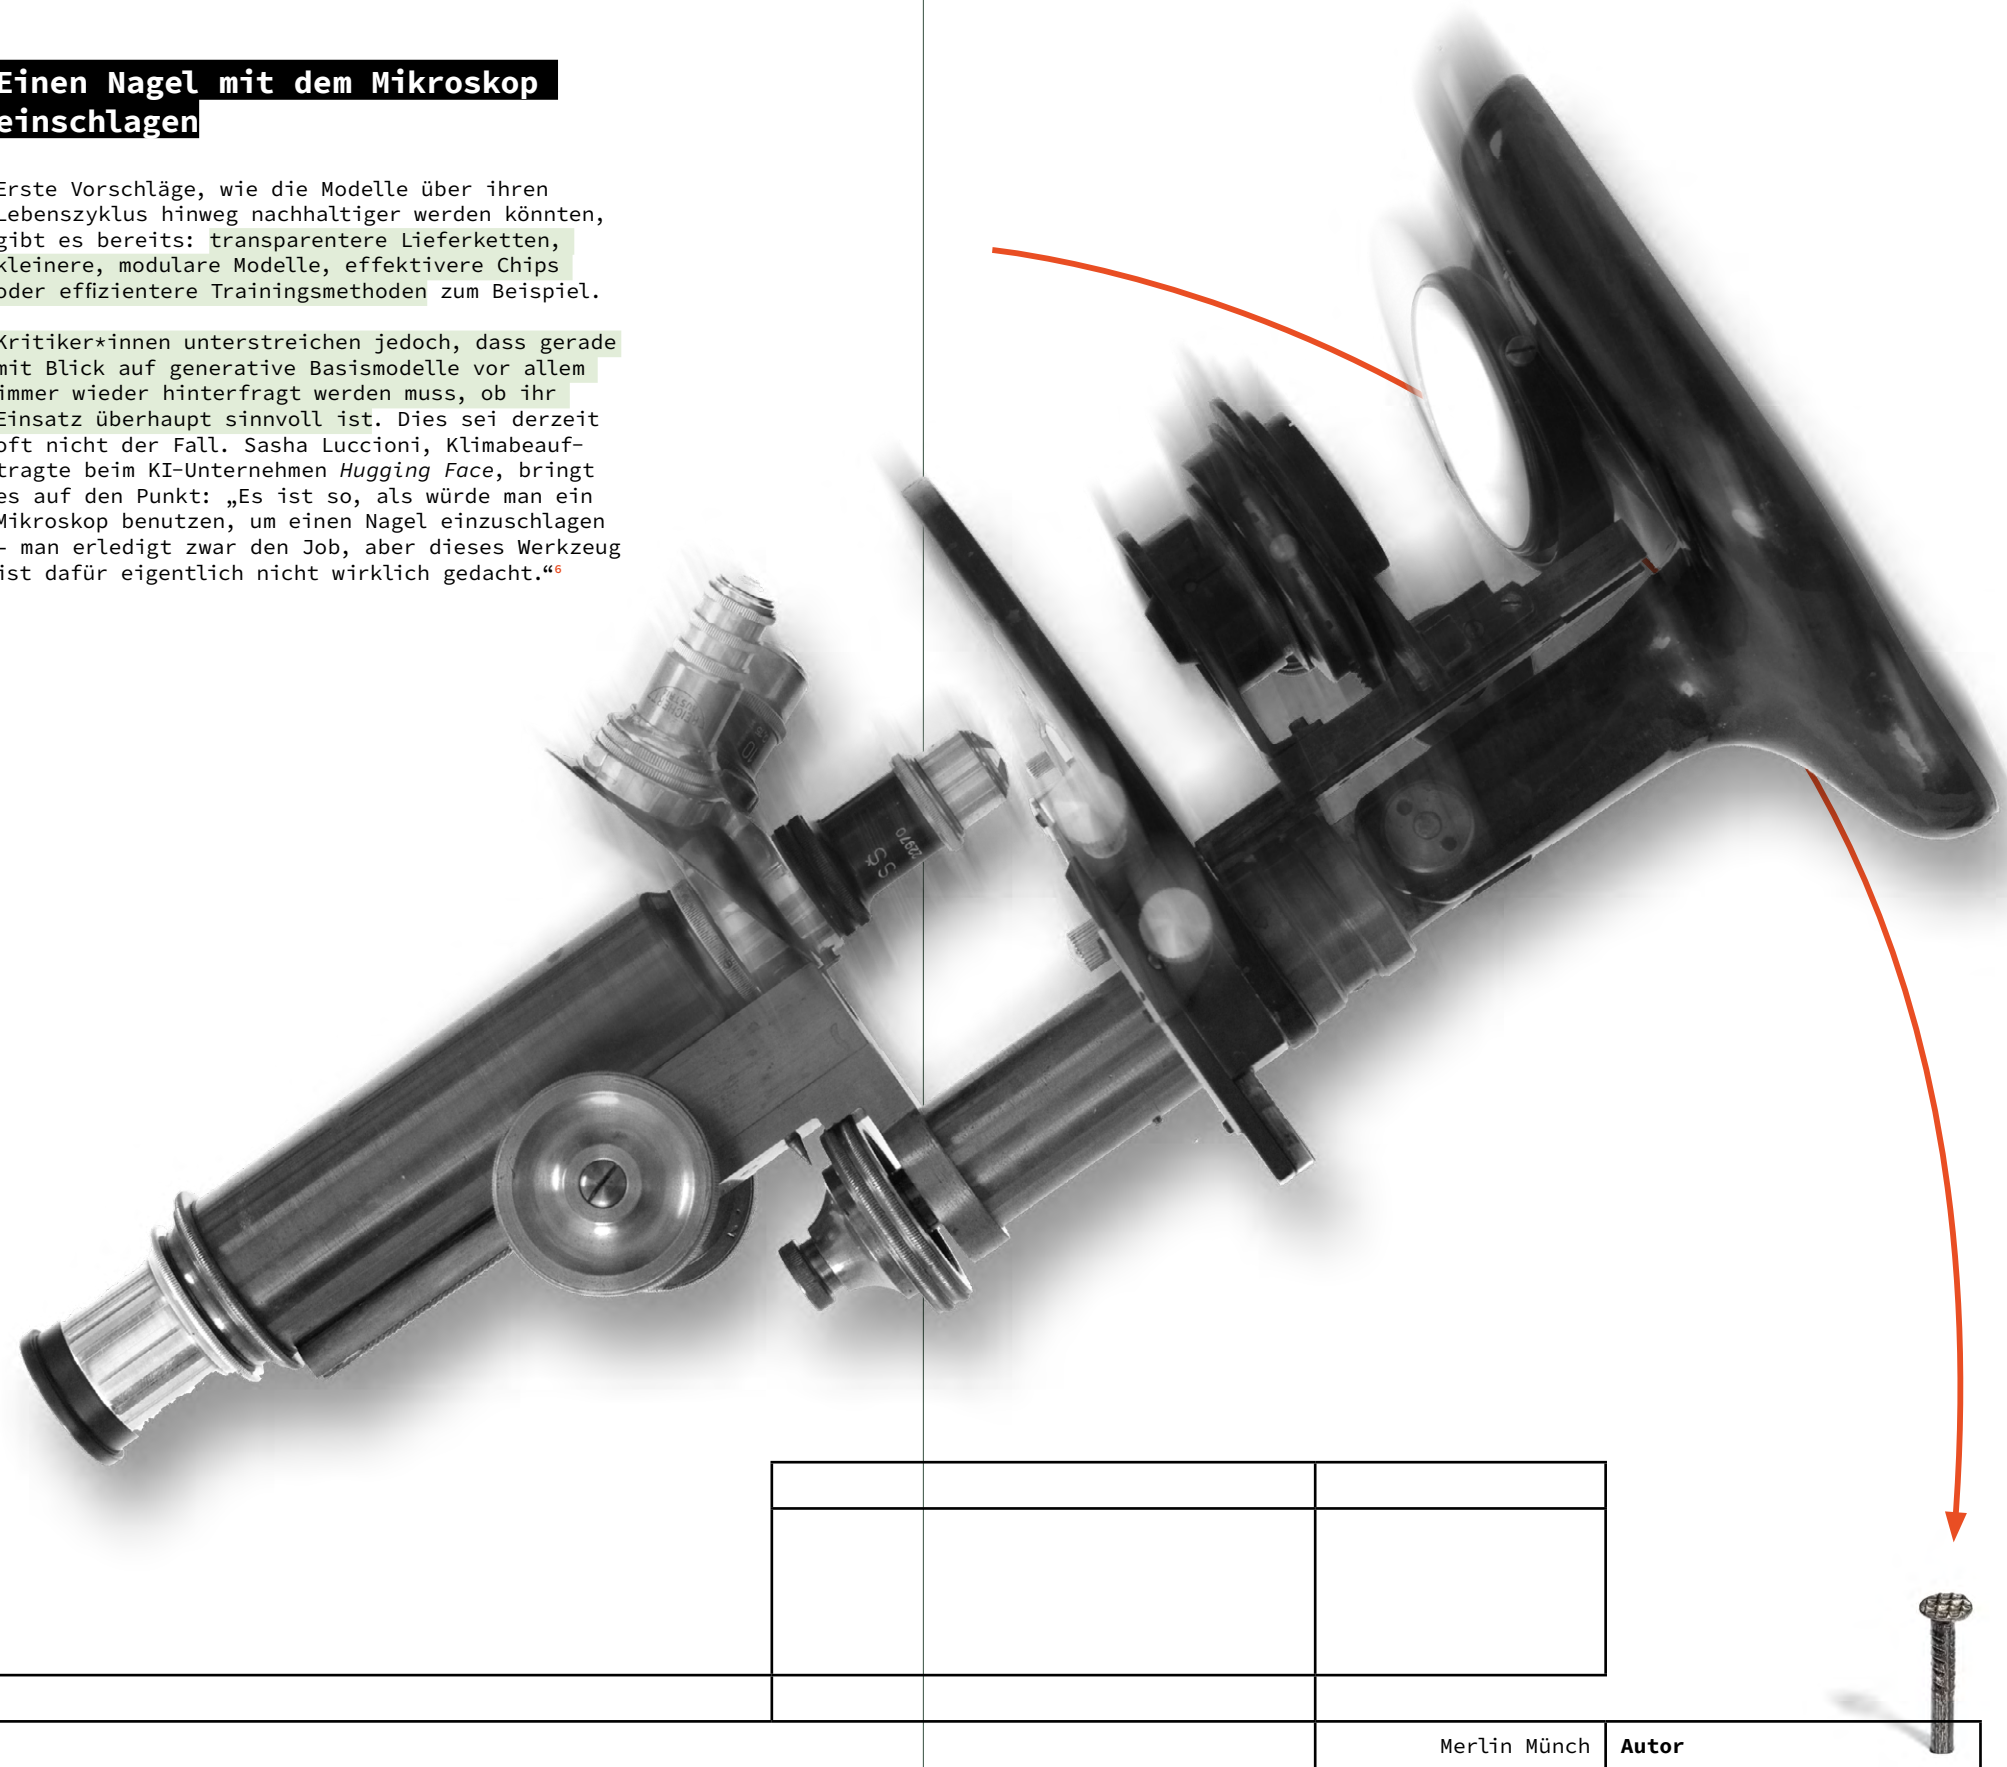 Einen Nagel mit dem Mikroskop
einschlagen
Erste Vorschläge, wie die Modelle über ihren
Lebenszyklus hinweg nachhaltiger werden könnten,
gibt es bereits: transparentere Lieferketten,
kleinere, modulare Modelle, effektivere Chips
oder effizientere Trainingsmethoden zum Beispiel.
Kritiker*innen unterstreichen jedoch, dass gerade
mit Blick auf generative Basismodelle vor allem
immer wieder hinterfragt werden muss, ob ihr
Einsatz überhaupt sinnvoll ist. Dies sei derzeit
oft nicht der Fall. Sasha Luccioni, Klimabeauf-
tragte beim KI-Unternehmen Hugging Face, bringt
es auf den Punkt: „Es ist so, als würde man ein
Mikroskop benutzen, um einen Nagel einzuschlagen
– man erledigt zwar den Job, aber dieses Werkzeug
ist dafür eigentlich nicht wirklich gedacht.“6
10
22970
SS*
Merlin Münch Autor